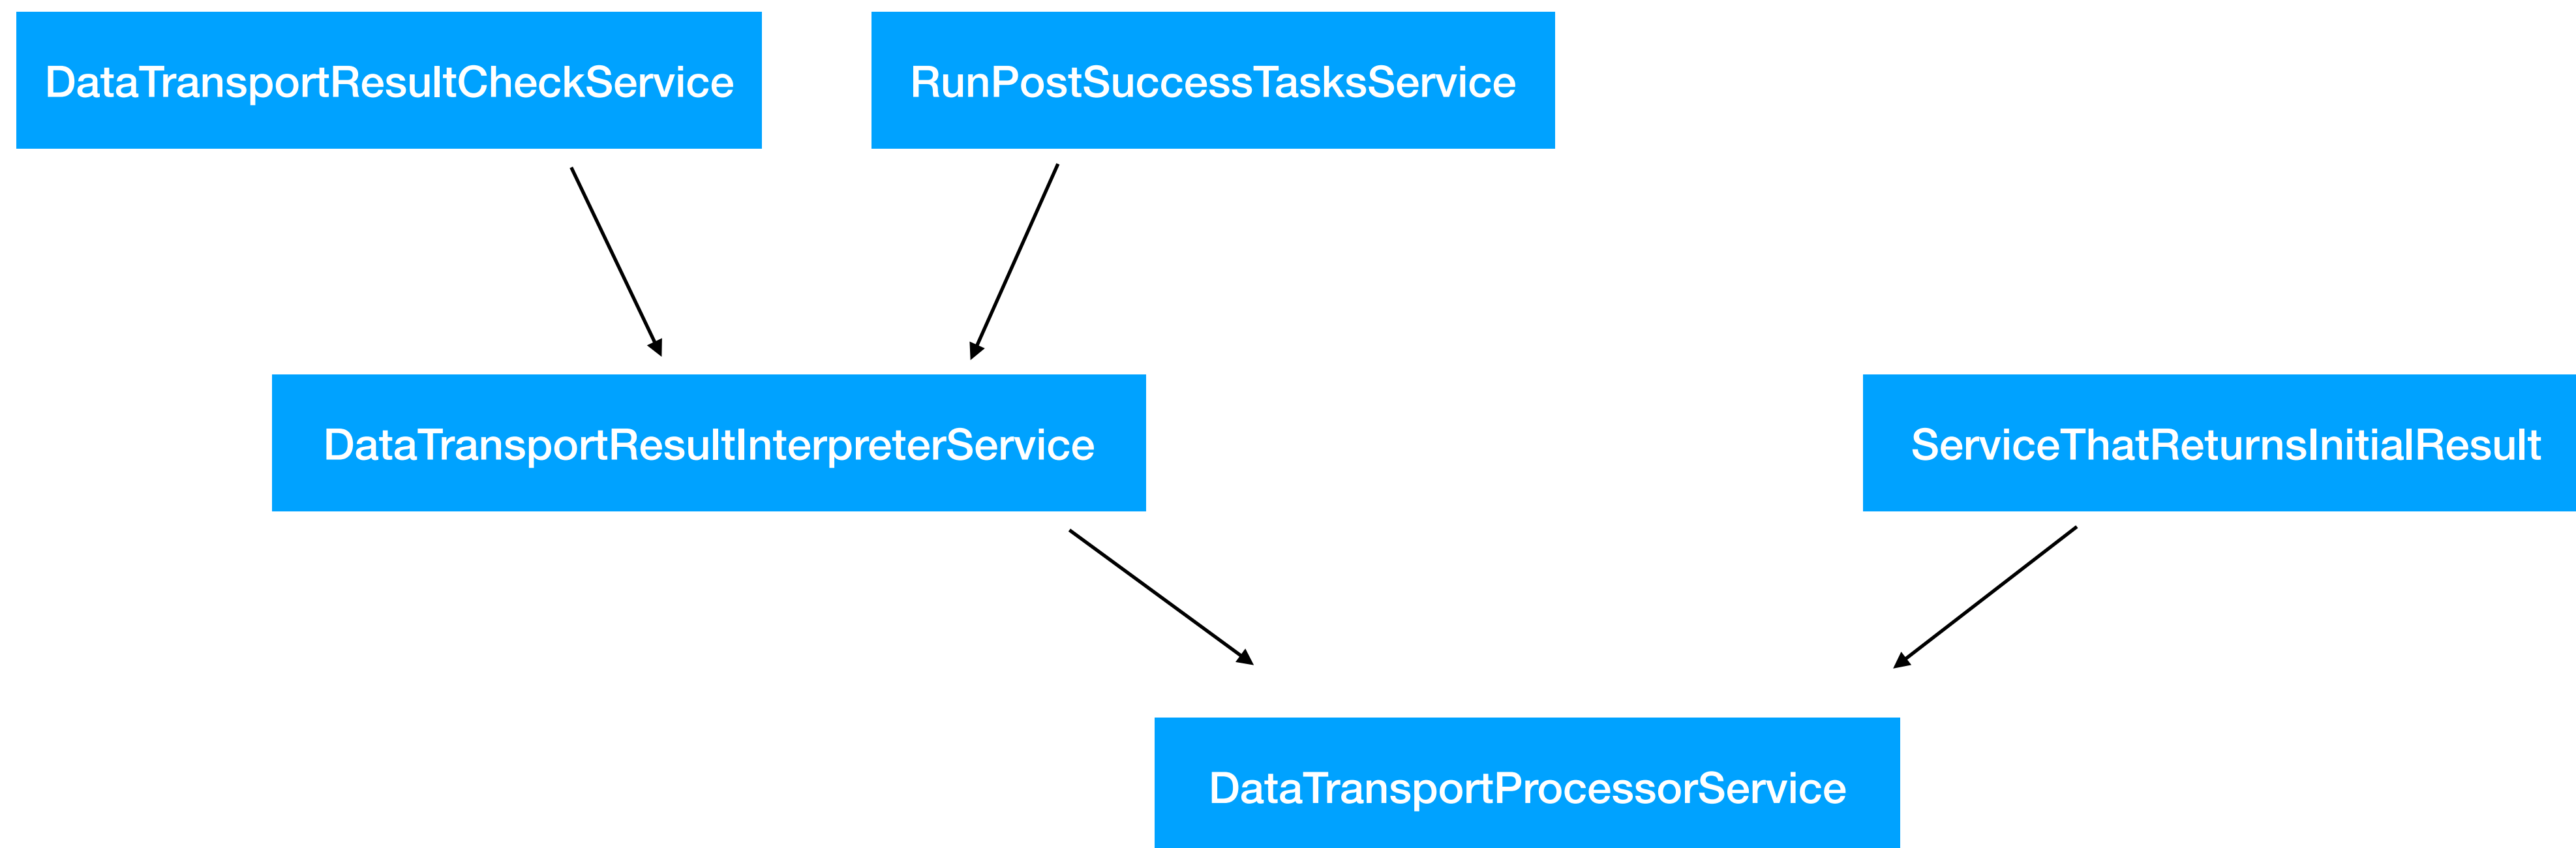 DataTransportResultCheckService
RunPostSuccessTasksService
DataTransportResultInterpreterService
ServiceThatReturnsInitialResult
DataTransportProcessorService